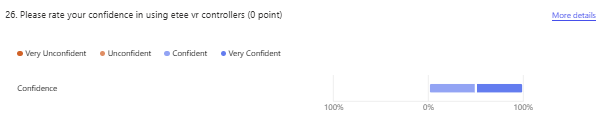 26. Please rate your confidence in using etee vr controllers (0 point)
More details
Very Unconfident Unconfident Confident Very Confident
Confidence
100% 0% 100%